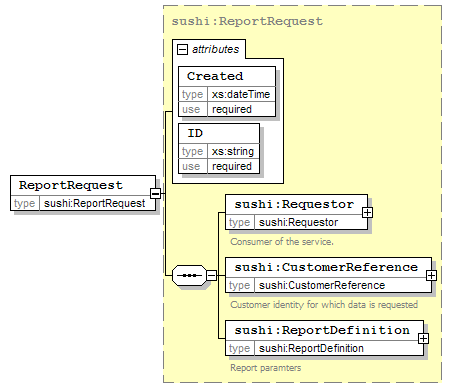 sushi:ReportRequest
attributes
Created
type xs:dateTime
use required
ID
type xs:string
use required
ReportRequest
type sushi:ReportRequest
sushi:Requestor
type sushi:Requestor
Consumer of the service.
sushi:CustomerReference
type sushi:CustomerReference
Customer identity for which data is requested
sushi:ReportDefinition
type sushi:ReportDefinition
Report paramters